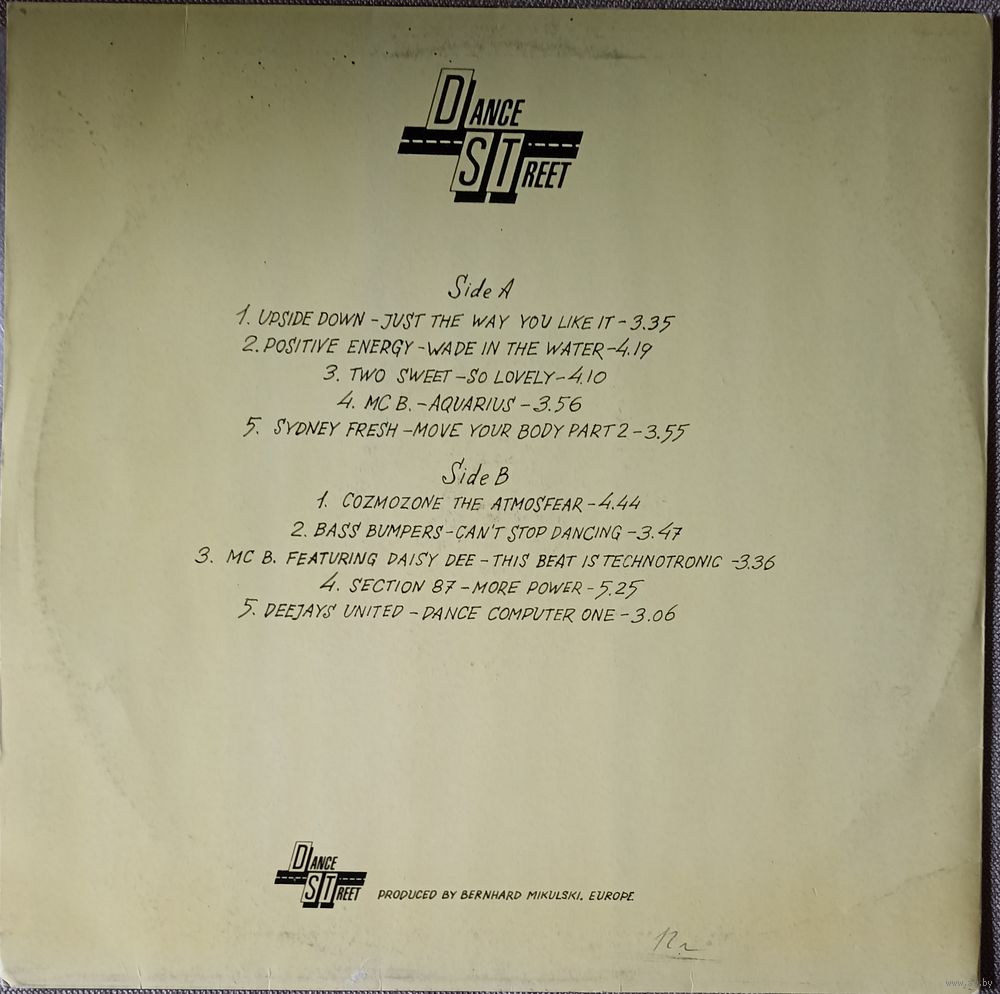 DANCE
STREET
Side A
1. UPSIDE DOWN - JUST THE WAY YOU LIKE IT - 3.35
2. POSITIVE ENERGY - WADE IN THE WATER - 4.19
3. TWO SWEET - SO LOVELY - 4.10
4. MC B. - AQUARIUS - 3.56
5. SYDNEY FRESH - MOVE YOUR BODY PART 2 - 3.55
Side B
1. COZMOZONE THE ATMOSFEAR - 4.44
2. BASS BUMPERS - CAN'T STOP DANCING - 3.47
3. MC B. FEATURING DAISY DEE - THIS BEAT IS TECHNOTRONIC - 3.36
4. SECTION 87 - MORE POWER - 5.25
5. DEEJAYS UNITED - DANCE COMPUTER ONE - 3.06
DANCE
STREET
PRODUCED BY BERNHARD MIKULSKI. EUROPE